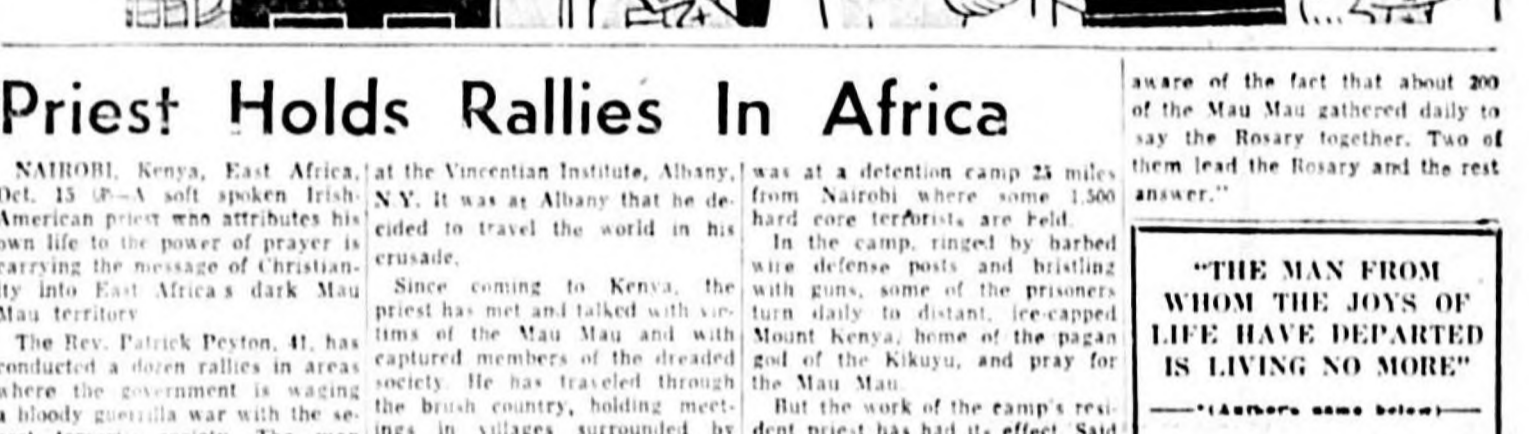 Priest Holds Rallies In Africa
NAIROBI, Kenya, East Africa,
Oct. 15 (P—A soft spoken Irish-
American priest who attributes his
own life to the power of prayer is
carrying the message of Christian-
ity into East Africa s dark Mau
Mau territory
The Rev. Patrick Peyton, 41, has
conducted a dozen rallies in areas
where the government is waging
a bloody guerrilla war with the se-
at the Vincentian Institute, Albany,
N.Y. It was at Albany that he de-
cided to travel the world in his
crusade.
Since coming to Kenya, the
priest has met and talked with vic-
tims of the Mau Mau and with
captured members of the dreaded
society. He has traveled through
the brush country, holding meet-
ings in villages surrounded by
was at a detention camp 25 miles
from Nairobi where some 1,500
hard core terrorists are held.
In the camp, ringed by barbed
wire defense posts and bristling
with guns, some of the prisoners
turn daily to distant, ice-capped
Mount Kenya, home of the pagan
god of the Kikuyu, and pray for
the Mau Mau.
But the work of the camp's resi-
dent priest has had its effect. Said
aware of the fact that about 200
of the Mau Mau gathered daily to
say the Rosary together. Two of
them lead the Rosary and the rest
answer."
"THE MAN FROM
WHOM THE JOYS OF
LIFE HAVE DEPARTED
IS LIVING NO MORE"
*(Author's name below)